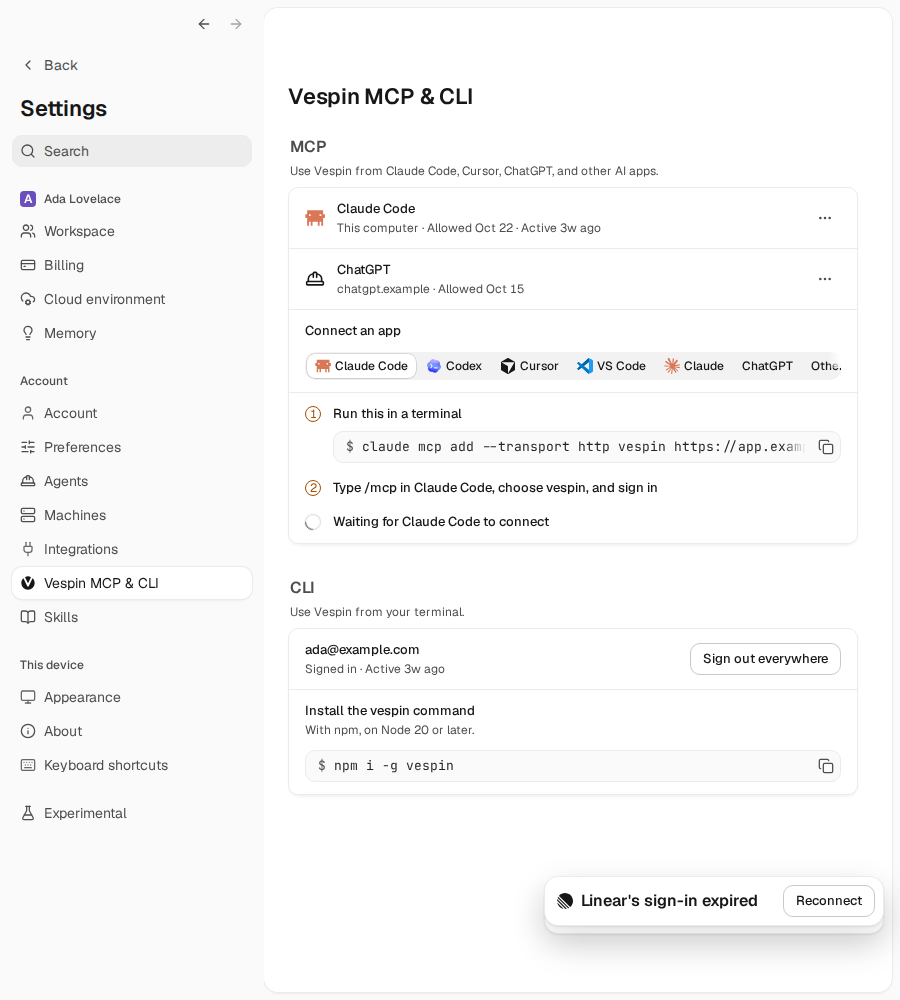 Back
Settings
Search
A Ada Lovelace
Workspace
Billing
Cloud environment
Memory
Account
Account
Preferences
Agents
Machines
Integrations
Vespin MCP & CLI
Skills
This device
Appearance
About
Keyboard shortcuts
Experimental
Vespin MCP & CLI
MCP
Use Vespin from Claude Code, Cursor, ChatGPT, and other AI apps.
Claude Code
This computer · Allowed Oct 22 · Active 3w ago
ChatGPT
chatgpt.example · Allowed Oct 15
Connect an app
Claude Code Codex Cursor VS Code Claude ChatGPT Othe.
1 Run this in a terminal
$ claude mcp add --transport http vespin https://app.exam
2 Type /mcp in Claude Code, choose vespin, and sign in
Waiting for Claude Code to connect
CLI
Use Vespin from your terminal.
ada@example.com
Signed in · Active 3w ago
Sign out everywhere
Install the vespin command
With npm, on Node 20 or later.
$ npm i -g vespin
Linear's sign-in expired
Reconnect